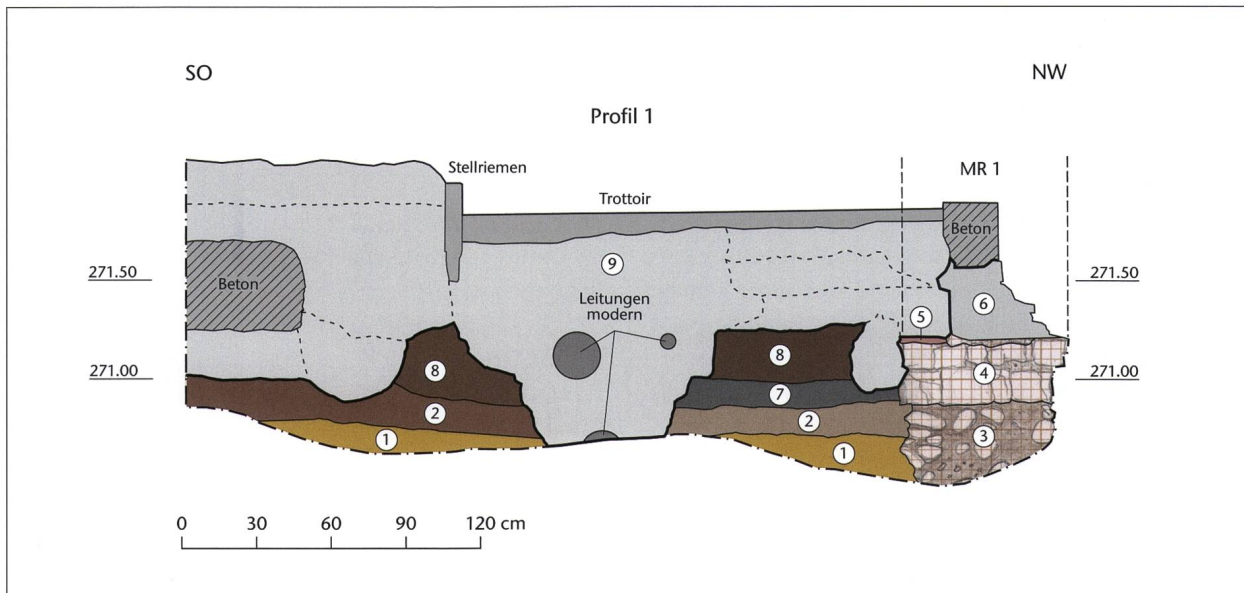 SO
NW
Profil 1
Stellriemen
MR 1
Trottoir
Beton
271.50
Beton
9
271.50
Leitungen
modern
6
5
8
8
4
271.00
271.00
7
2
2
3
1
1
0 30 60 90 120 cm